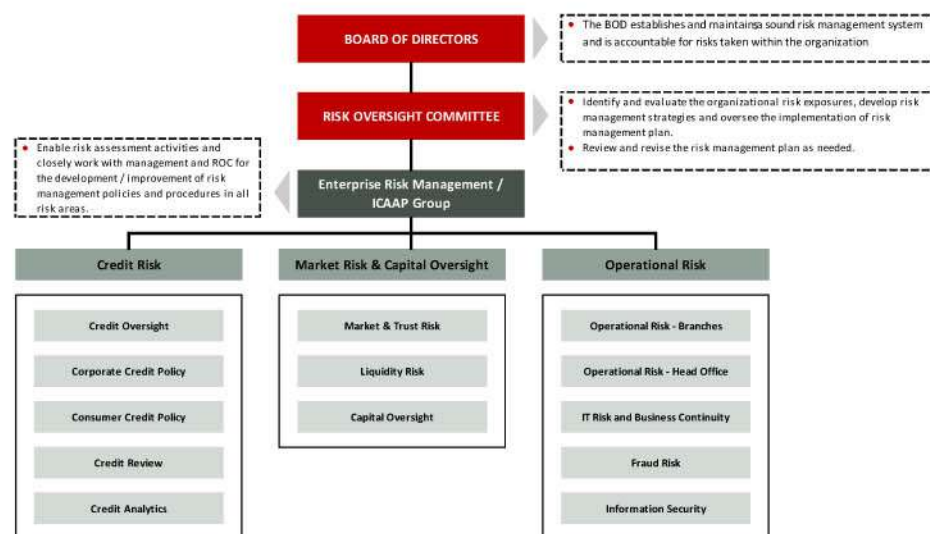 BOARD OF DIRECTORS
• The BOD establishes and maintainsa sound risk management system
and is accountable for risks taken within the organization
RISK OVERSIGHT COMMITTEE
• Identify and evaluate the organizational risk exposures, develop risk
management strategies and oversee the implementation of risk
management plan.
• Review and revise the risk management plan as needed.
• Enable risk assessment activities and
closely work with management and ROC for
the development / improvement of risk
management policies and procedures in all
risk areas.
Enterprise Risk Management /
ICAAP Group
Credit Risk
Credit Oversight
Corporate Credit Policy
Consumer Credit Policy
Credit Review
Credit Analytics
Market Risk & Capital Oversight
Market & Trust Risk
Liquidity Risk
Capital Oversight
Operational Risk
Operational Risk - Branches
Operational Risk - Head Office
IT Risk and Business Continuity
Fraud Risk
Information Security